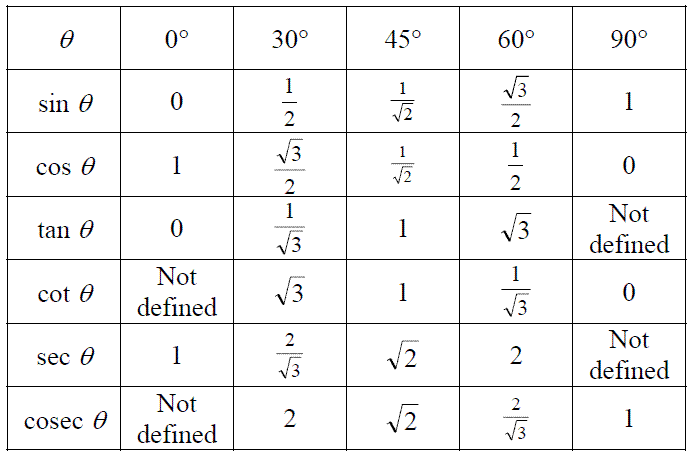 θ 0° 30° 45° 60° 90°
sin θ 0 1/2 1/√2 √3/2 1
cos θ 1 √3/2 1/√2 1/2 0
tan θ 0 1/√3 1 √3 Not defined
cot θ Not defined √3 1 1/√3 0
sec θ 1 2/√3 √2 2 Not defined
cosec θ Not defined 2 √2 2/√3 1